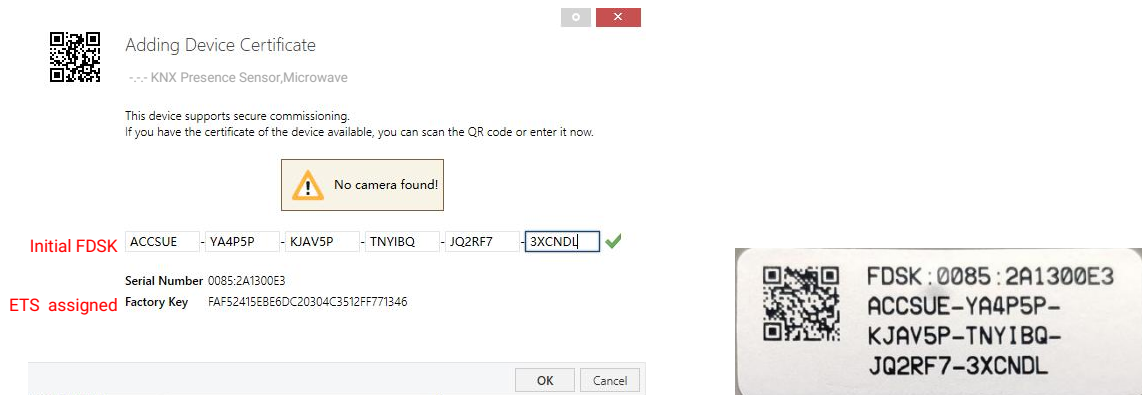 Adding Device Certificate
-.-.- KNX Presence Sensor,Microwave
This device supports secure commissioning.
If you have the certificate of the device available, you can scan the QR code or enter it now.
No camera found!
Initial FDSK ACCSUE - YA4P5P - KJAV5P - TNYIBQ - JQ2RF7 - 3XCNDL
Serial Number 0085:2A1300E3
ETS assigned Factory Key FAF52415EBE6DC20304C3512FF771346
OK Cancel
FDSK:0085:2A1300E3
ACCSUE-YA4P5P-
KJAV5P-TNYIBQ-
JQ2RF7-3XCNDL